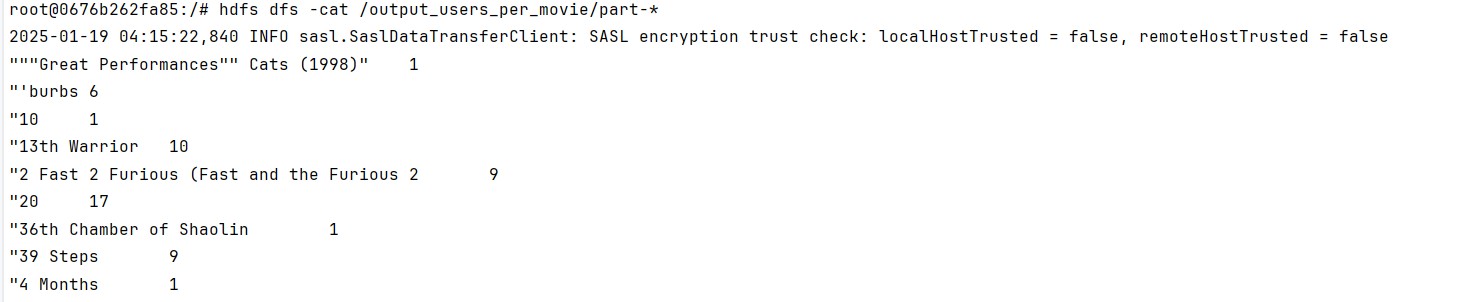 root@0676b262fa85:/# hdfs dfs -cat /output_users_per_movie/part-*
2025-01-19 04:15:22,840 INFO sasl.SaslDataTransferClient: SASL encryption trust check: localHostTrusted = false, remoteHostTrusted = false
"""Great Performances"" Cats (1998)"    1
"'burbs 6
"10     1
"13th Warrior   10
"2 Fast 2 Furious (Fast and the Furious 2       9
"20     17
"36th Chamber of Shaolin        1
"39 Steps       9
"4 Months       1